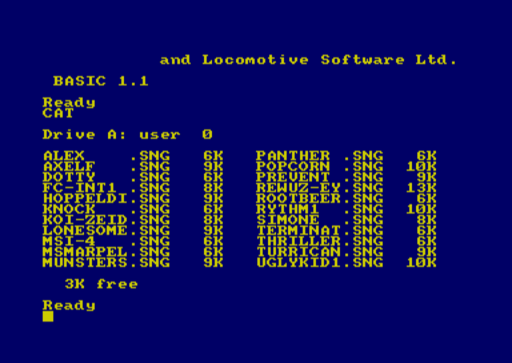 and Locomotive Software Ltd.
BASIC 1.1
Ready
CAT
Drive A: user  0
ALEX    .SNG   6K    PANTHER .SNG   6K
AXELF   .SNG   9K    POPCORN .SNG  10K
DOTTY   .SNG   6K    PREVENT .SNG   9K
FC-INT1 .SNG   8K    REWUZ-EY.SNG  13K
HOPPELDI.SNG   9K    ROOTBEER.SNG   6K
KNOCK   .SNG   6K    RYTHM1  .SNG  10K
KOI-ZEID.SNG   8K    SIMONE  .SNG   8K
LONESOME.SNG   9K    TERMINAT.SNG   6K
MSI-4   .SNG   6K    THRILLER.SNG   6K
MSMARPEL.SNG   6K    TURRICAN.SNG   9K
MUNSTERS.SNG   9K    UGLYKID1.SNG  10K
3K free
Ready